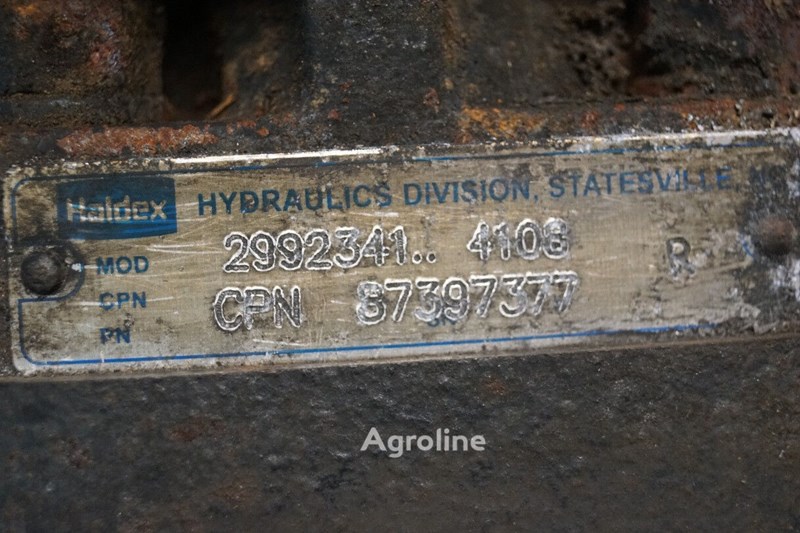 Haldex HYDRAULICS DIVISION, STATESVILLE,
MOD 2992341.. 4108 R
CPN CPN 87397377
PN
Agroline